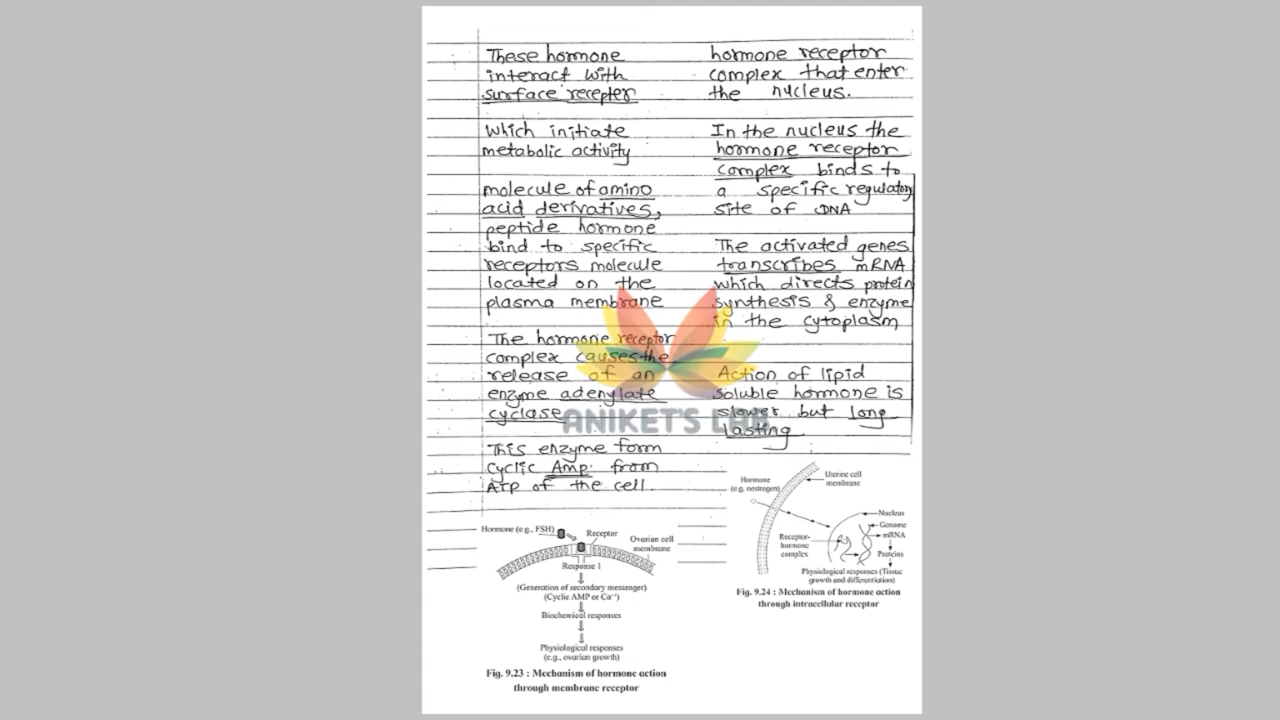 These hormone
interact with
surface recepter
which initiate
metabolic activity
molecule of amino
acid derivatives,
peptide hormone
bind to specific
receptors molecule
located on the
plasma membrane
The hormone receptor
complex causes the
release of an
enzyme adenylate
cyclase
This enzyme form
cyclic Amp. from
ATP of the cell.
hormone receptor
complex that enter
the nucleus.
In the nucleus the
hormone receptor
complex binds to
a specific regulatory
site of DNA
The activated genes
transcribes mRNA
which directs protein
synthesis & enzyme
in the cytoplasm
Action of lipid
soluble hormone is
slower but long
lasting
ANIKET'S LAB
Hormone (e.g., FSH)
Receptor
Ovarian cell
membrane
Response 1
(Generation of secondary messenger)
(Cyclic AMP or Ca++)
Biochemical responses
Physiological responses
(e.g., ovarian growth)
Fig. 9.23 : Mechanism of hormone action
through membrane receptor
Hormone
(e.g. oestrogen)
Uterine cell
membrane
Nucleus
Genome
mRNA
Receptor-
hormone
complex
Proteins
Physiological responses (Tissue
growth and differentiation)
Fig. 9.24 : Mechanism of hormone action
through intracellular receptor